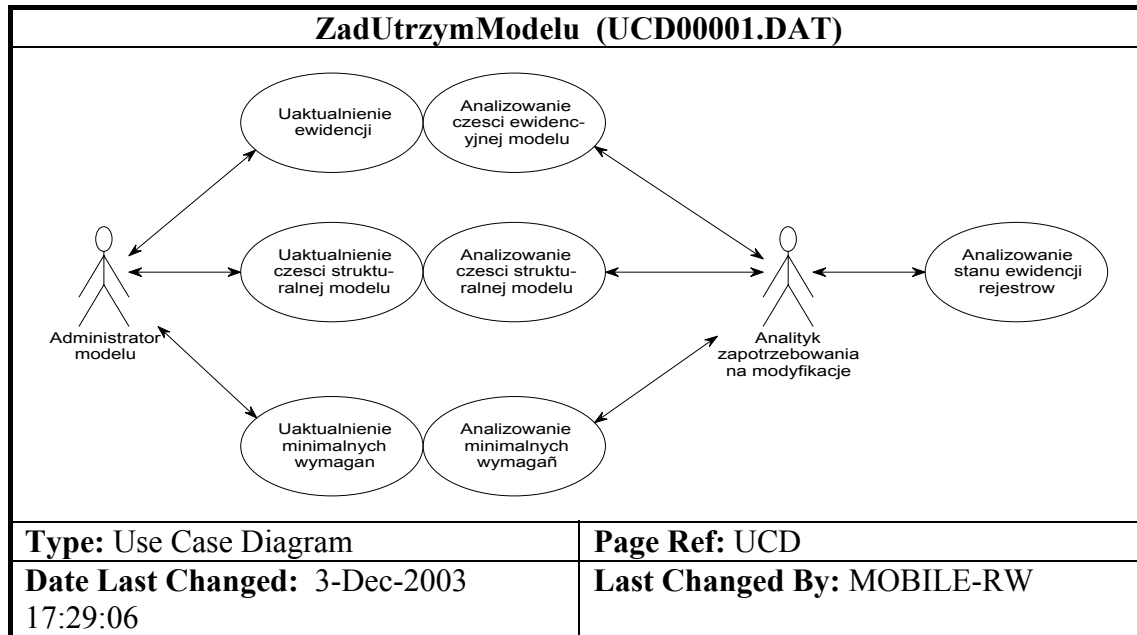 ZadUtrzymModelu (UCD00001.DAT)
Uaktualnienie
ewidencji
Analizowanie
czesci ewidenc-
yjnej modelu
Uaktualnienie
czesci struktu-
ralnej modelu
Analizowanie
czesci struktu-
ralnej modelu
Analizowanie
stanu ewidencji
rejestrow
Administrator
modelu
Analityk
zapotrzebowania
na modyfikacje
Uaktualnienie
minimalnych
wymagan
Analizowanie
minimalnych
wymagañ
Type: Use Case Diagram
Page Ref: UCD
Date Last Changed: 3-Dec-2003
17:29:06
Last Changed By: MOBILE-RW